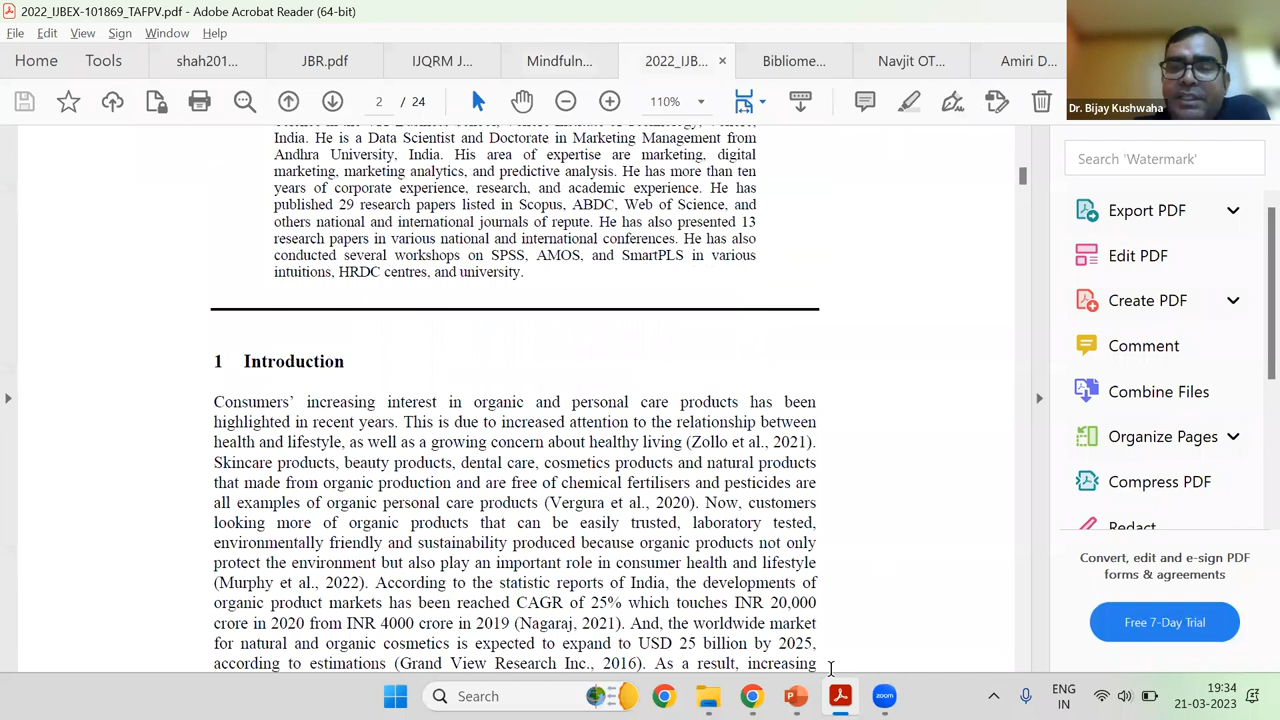 2022_IJBEX-101869_TAFPV.pdf - Adobe Acrobat Reader (64-bit)
File Edit View Sign Window Help
Home Tools shah201... JBR.pdf IJQRM J... Mindfuln... 2022_IJB... × Bibliome... Navjit OT... Amiri D...
2 / 24 110%
Dr. Bijay Kushwaha
India. He is a Data Scientist and Doctorate in Marketing Management from
Andhra University, India. His area of expertise are marketing, digital
marketing, marketing analytics, and predictive analysis. He has more than ten
years of corporate experience, research, and academic experience. He has
published 29 research papers listed in Scopus, ABDC, Web of Science, and
others national and international journals of repute. He has also presented 13
research papers in various national and international conferences. He has also
conducted several workshops on SPSS, AMOS, and SmartPLS in various
intuitions, HRDC centres, and university.
1 Introduction
Consumers' increasing interest in organic and personal care products has been
highlighted in recent years. This is due to increased attention to the relationship between
health and lifestyle, as well as a growing concern about healthy living (Zollo et al., 2021).
Skincare products, beauty products, dental care, cosmetics products and natural products
that made from organic production and are free of chemical fertilisers and pesticides are
all examples of organic personal care products (Vergura et al., 2020). Now, customers
looking more of organic products that can be easily trusted, laboratory tested,
environmentally friendly and sustainability produced because organic products not only
protect the environment but also play an important role in consumer health and lifestyle
(Murphy et al., 2022). According to the statistic reports of India, the developments of
organic product markets has been reached CAGR of 25% which touches INR 20,000
crore in 2020 from INR 4000 crore in 2019 (Nagaraj, 2021). And, the worldwide market
for natural and organic cosmetics is expected to expand to USD 25 billion by 2025,
according to estimations (Grand View Research Inc., 2016). As a result, increasing
Search 'Watermark'
Export PDF
Edit PDF
Create PDF
Comment
Combine Files
Organize Pages
Compress PDF
Redact
Convert, edit and e-sign PDF
forms & agreements
Free 7-Day Trial
Search
zoom
ENG
IN
19:34
21-03-2023